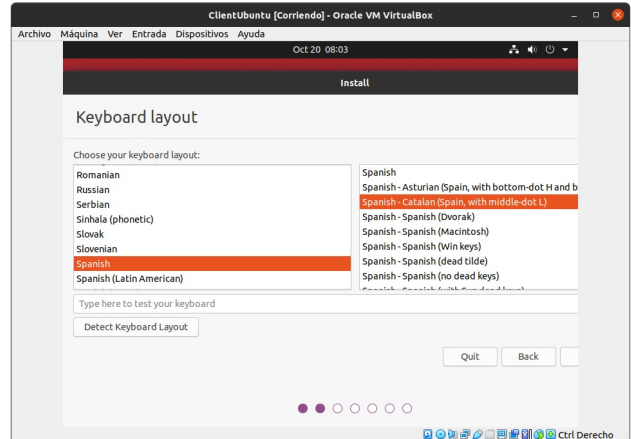 ClientUbuntu [Corriendo] - Oracle VM VirtualBox
Archivo Máquina Ver Entrada Dispositivos Ayuda
Oct 20 08:03
Install
Keyboard layout
Choose your keyboard layout:
Romanian
Russian
Serbian
Sinhala (phonetic)
Slovak
Slovenian
Spanish
Spanish (Latin American)
Spanish
Spanish - Asturian (Spain, with bottom-dot H and b
Spanish - Catalan (Spain, with middle-dot L)
Spanish - Spanish (Dvorak)
Spanish - Spanish (Macintosh)
Spanish - Spanish (Win keys)
Spanish - Spanish (dead tilde)
Spanish - Spanish (no dead keys)
Type here to test your keyboard
Detect Keyboard Layout
Quit Back
Ctrl Derecho